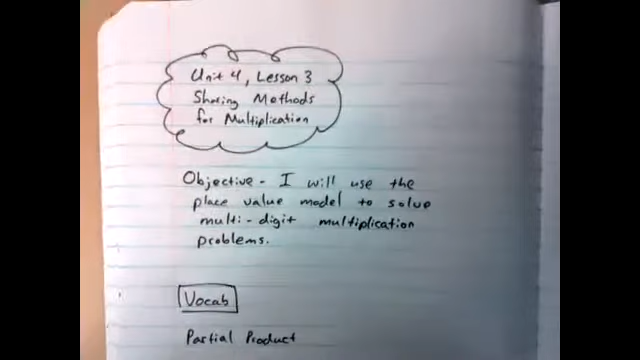 Unit 4, Lesson 3
Sharing Methods
for Multiplication
Objective - I will use the
place value model to solve
multi-digit multiplication
problems.
Vocab
Partial Product